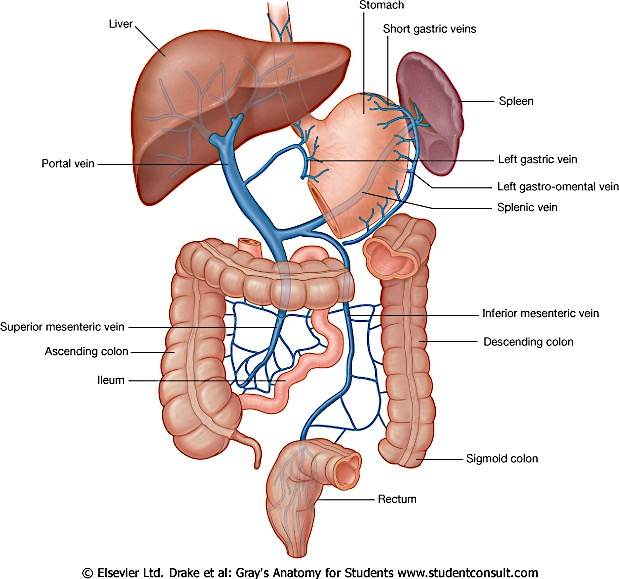 Stomach
Liver
Short gastric veins
Spleen
Portal vein
Left gastric vein
Left gastro-omental vein
Splenic vein
Superior mesenteric vein
Inferior mesenteric vein
Ascending colon
Descending colon
Ileum
Sigmoid colon
Rectum
© Elsevier Ltd. Drake et al: Gray's Anatomy for Students www.studentconsult.com